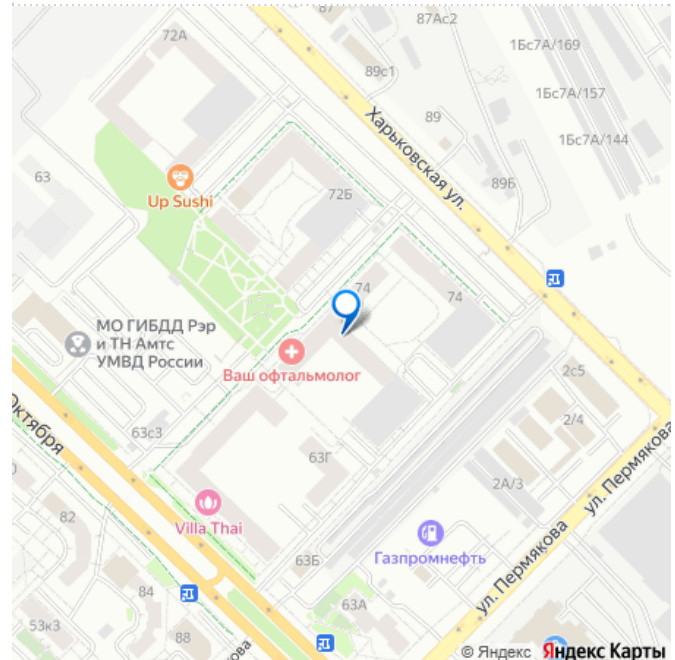 87Ас2
72А
89с1
1Бс7А/169
1Бс7А/157
1Бс7А/144
89
Харьковская ул.
89Б
63
Up Sushi
72Б
74
74
МО ГИБДД Рэр
и ТН Амтс
УМВД России
Ваш офтальмолог
2с5
2/4
Октября
63с3
63Г
2А/3
ул. Пермякова
ул. Пермякова
82
Villa Thai
Газпромнефть
63Б
84
63А
53к3
88
ова
© Яндекс Яндекс Карты